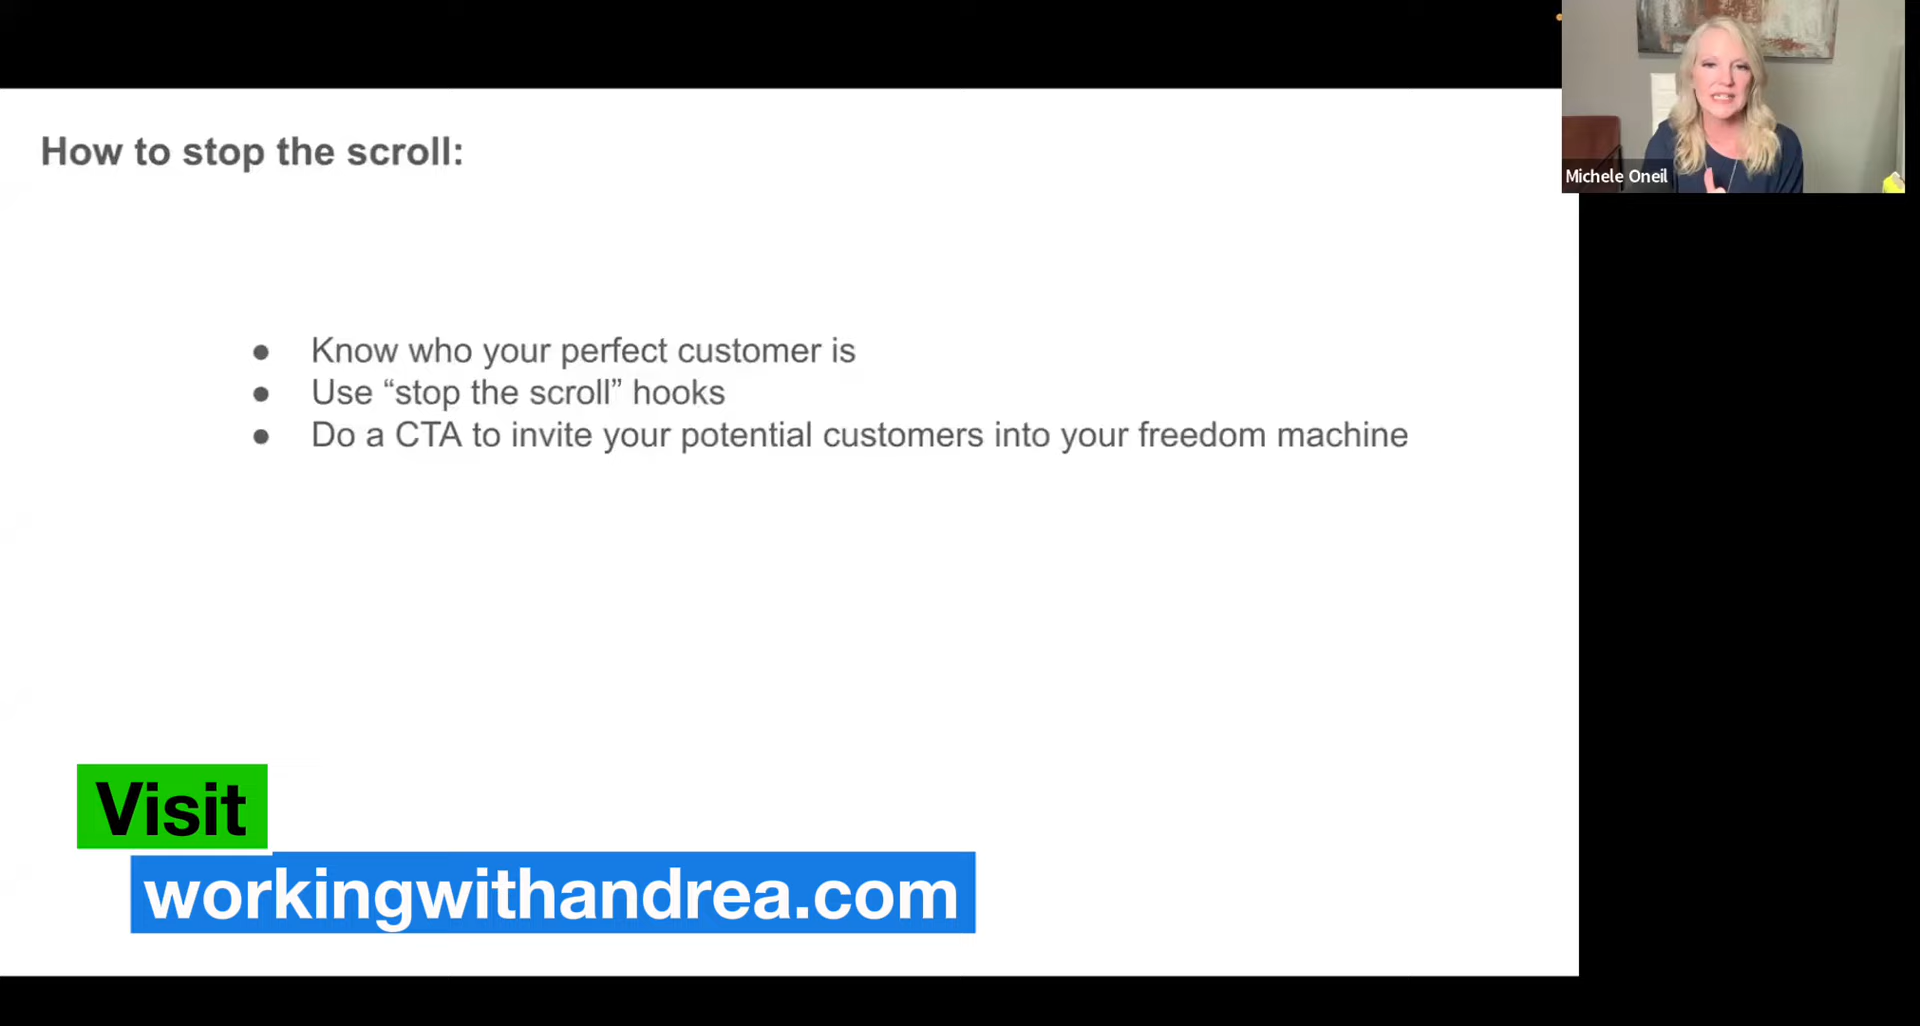 How to stop the scroll:
Michele Oneil
● Know who your perfect customer is
● Use “stop the scroll” hooks
● Do a CTA to invite your potential customers into your freedom machine
Visit
workingwithandrea.com